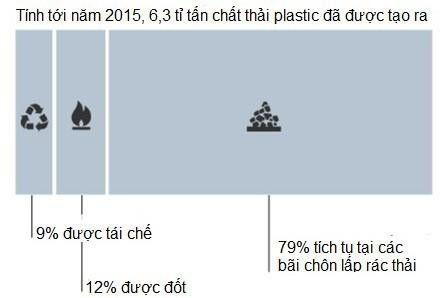 Tính tới năm 2015, 6,3 tỉ tấn chất thải plastic đã được tạo ra
9% được tái chế
12% được đốt
79% tích tụ tại các
bãi chôn lấp rác thải